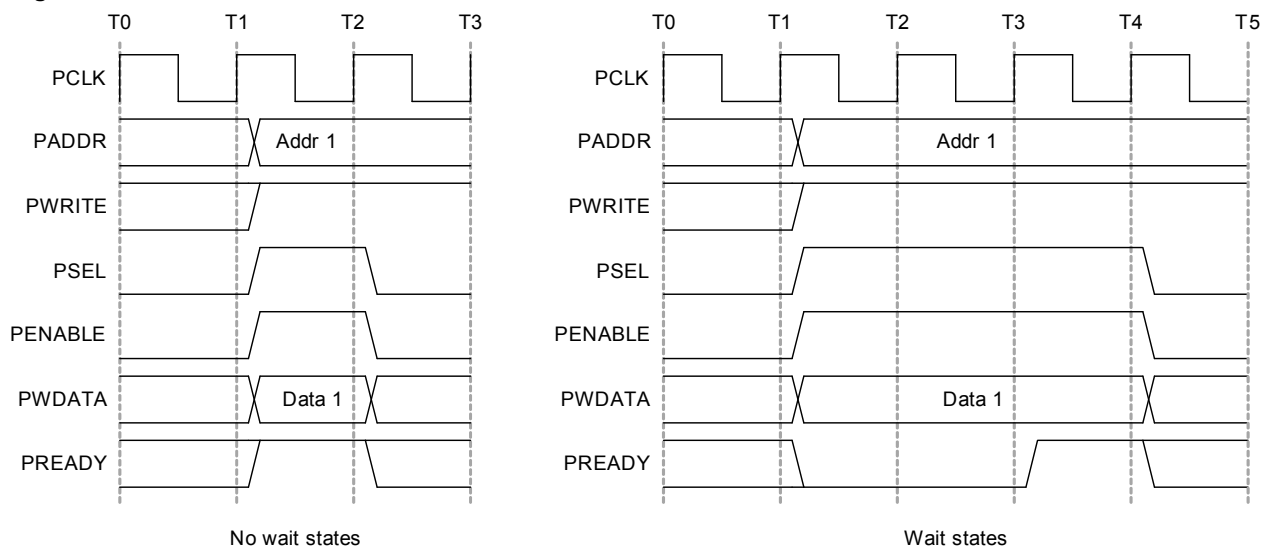 T0 T1 T2 T3
PCLK
PADDR Addr 1
PWRITE
PSEL
PENABLE
PWDATA Data 1
PREADY
No wait states
T0 T1 T2 T3 T4 T5
PCLK
PADDR Addr 1
PWRITE
PSEL
PENABLE
PWDATA Data 1
PREADY
Wait states